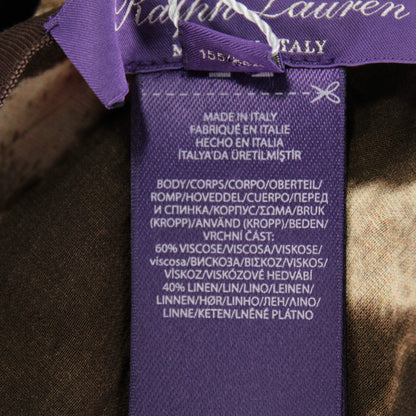 Ralph Lauren
ITALY
MADE IN ITALY
FABRIQUÉ EN ITALIE
HECHO EN ITALIA
İTALYA'DA ÜRETİLMİŞTİR
BODY/CORPS/CORPO/OBERTEIL/
ROMP/HOVEDDEL/CUERPO/ПЕРЕД
И СПИНКА/КОРПУС/ΣΩΜΑ/BRUK
(KROPP)/ANVÄND (KROPP)/BEDEN/
VRCHNÍ ČÁST:
60% VISCOSE/VISCOSA/VISKOSE/
viscosa/ВИСКОЗА/ΒΙΣΚΟΖ/VISKOS/
VİSKOZ/VISKÓZOVÉ HEDVÁBÍ
40% LINEN/LIN/LINO/LEINEN/
LINNEN/HØR/LINHO/ЛЕН/ΛΙΝΟ/
LINNE/KETEN/LNĚNÉ PLÁTNO